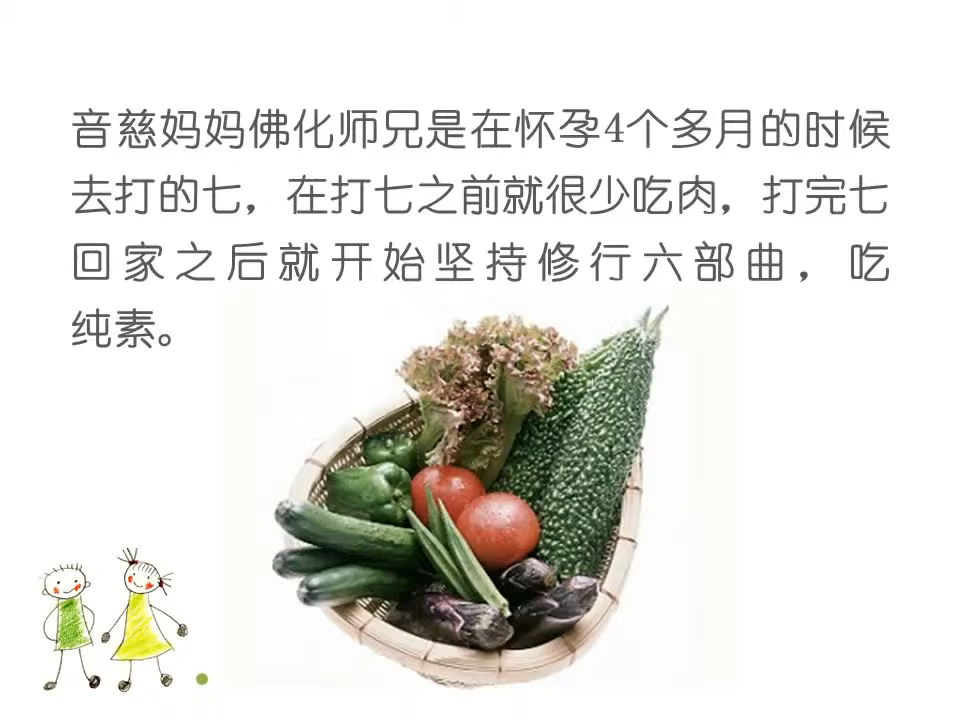 音慈妈妈佛化师兄是在怀孕4个多月的时候
去打的七，在打七之前就很少吃肉，打完七
回家之后就开始坚持修行六部曲，吃
纯素。